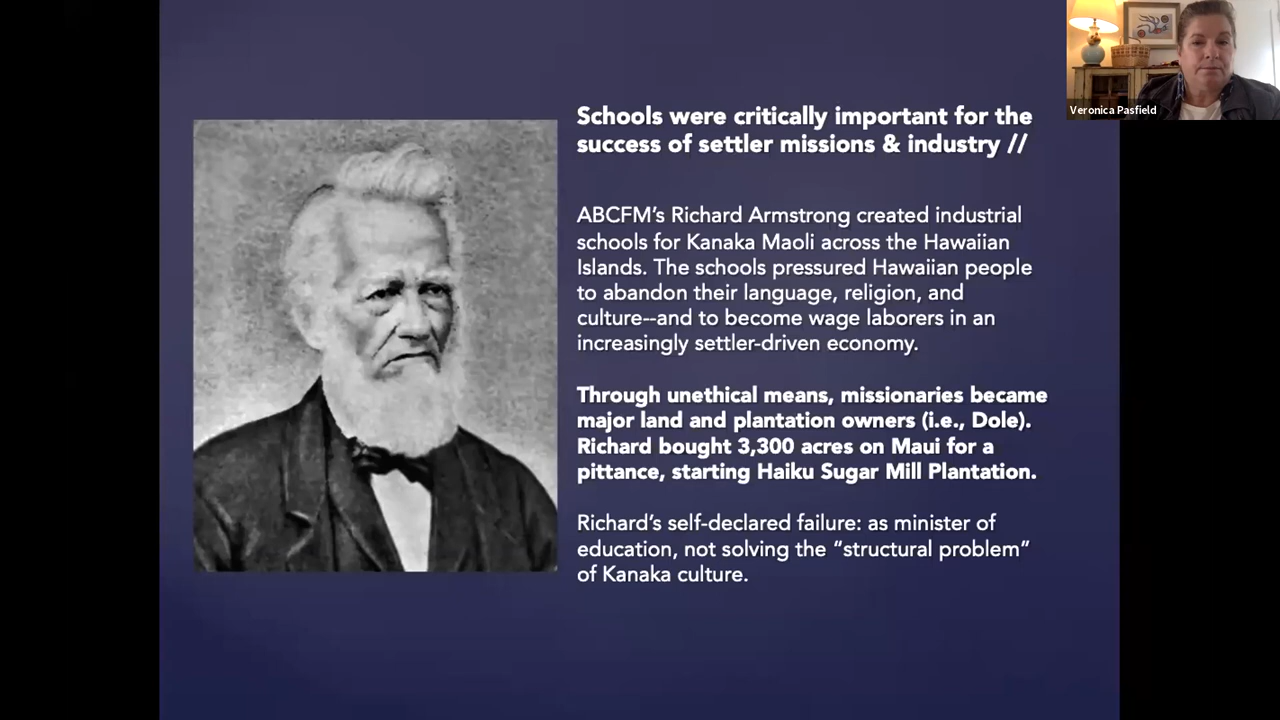 Schools were critically important for the
success of settler missions & industry //
ABCFM's Richard Armstrong created industrial
schools for Kanaka Maoli across the Hawaiian
Islands. The schools pressured Hawaiian people
to abandon their language, religion, and
culture--and to become wage laborers in an
increasingly settler-driven economy.
Through unethical means, missionaries became
major land and plantation owners (i.e., Dole).
Richard bought 3,300 acres on Maui for a
pittance, starting Haiku Sugar Mill Plantation.
Richard's self-declared failure: as minister of
education, not solving the “structural problem”
of Kanaka culture.
Veronica Pasfield